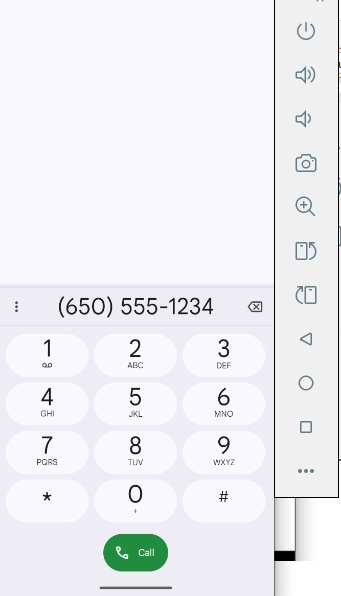 (650) 555-1234
1
2
ABC
3
DEF
4
GHI
5
JKL
6
MNO
7
PQRS
8
TUV
9
WXYZ
*
0
+
#
Call